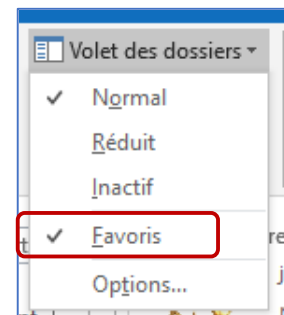 Volet des dossiers
Normal
Réduit
Inactif
Favoris
Options...